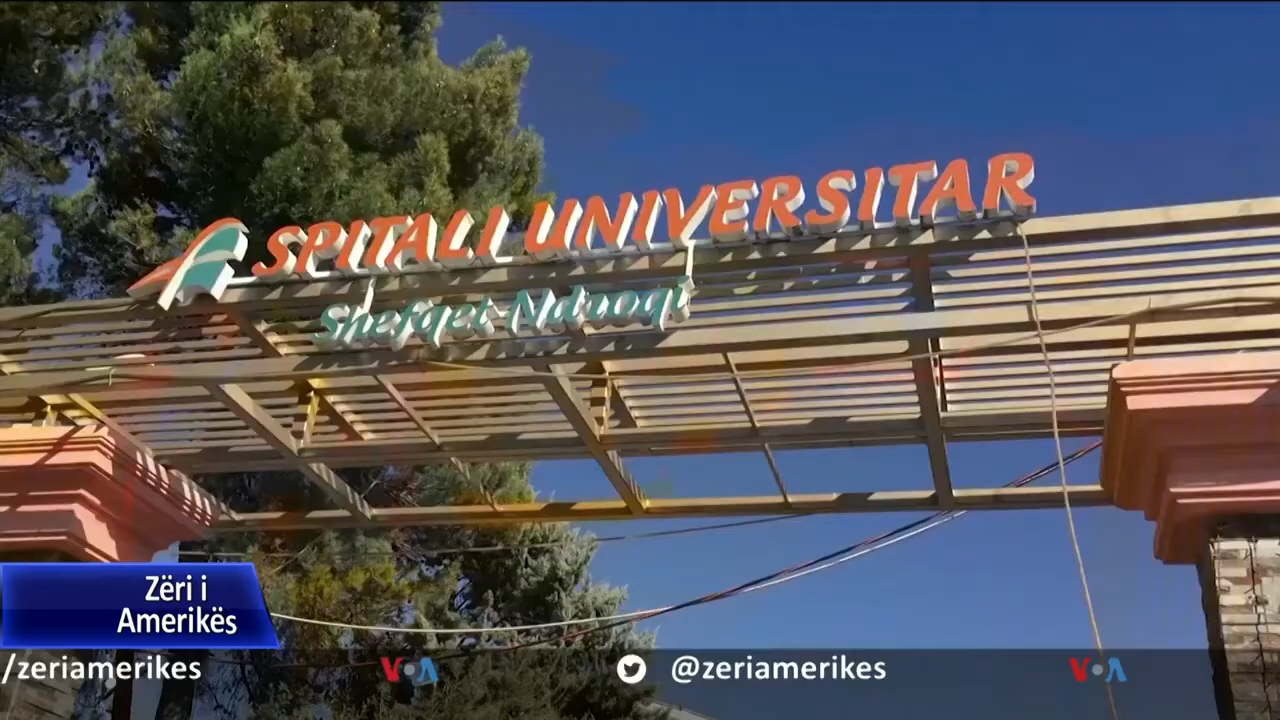 SPITALI UNIVERSITAR
Shefqet Ndroqi
Zëri i
Amerikës
/zeriamerikes
VOA
@zeriamerikes
VOA